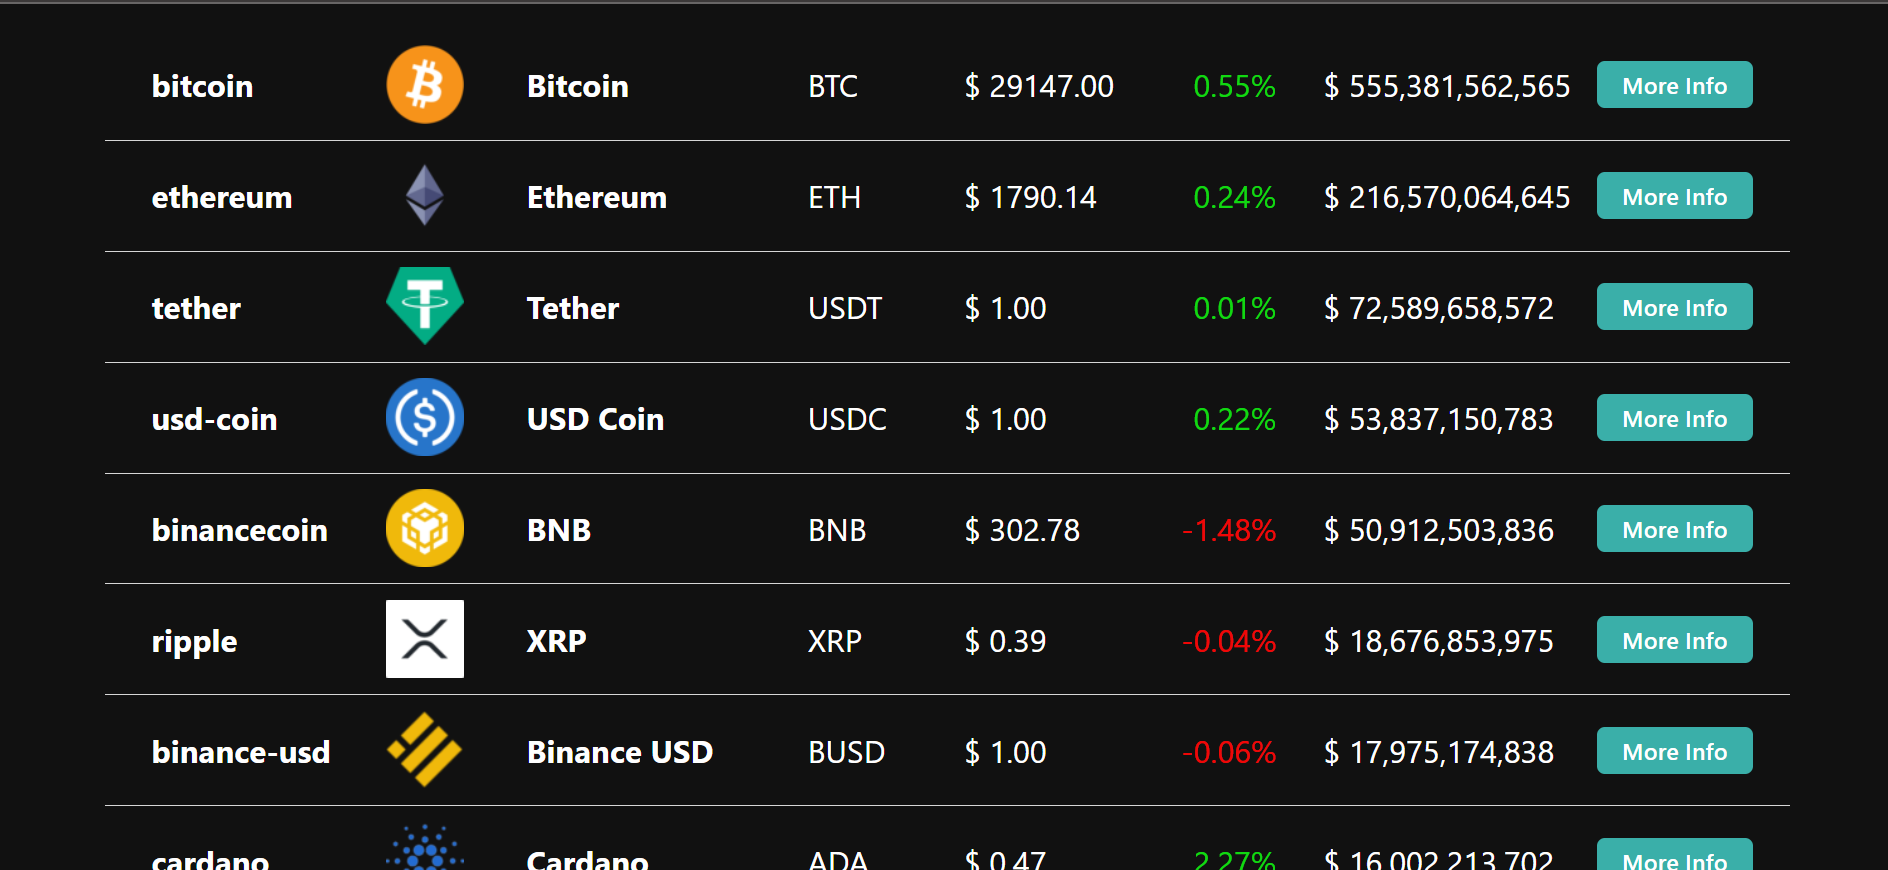 bitcoin Bitcoin BTC $ 29147.00 0.55% $ 555,381,562,565 More Info
ethereum Ethereum ETH $ 1790.14 0.24% $ 216,570,064,645 More Info
tether Tether USDT $ 1.00 0.01% $ 72,589,658,572 More Info
usd-coin USD Coin USDC $ 1.00 0.22% $ 53,837,150,783 More Info
binancecoin BNB BNB $ 302.78 -1.48% $ 50,912,503,836 More Info
ripple XRP XRP $ 0.39 -0.04% $ 18,676,853,975 More Info
binance-usd Binance USD BUSD $ 1.00 -0.06% $ 17,975,174,838 More Info
cardano Cardano ADA $ 0.47 2.27% $ 16,002,213,702 More Info